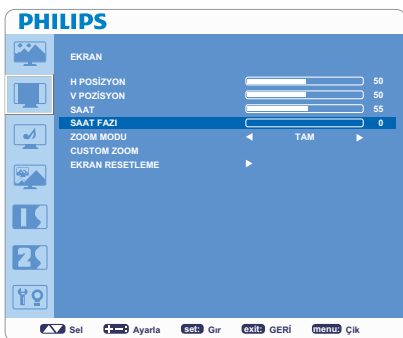 PHILIPS
EKRAN
H POSİZYON 50
V POZİSYON 50
SAAT 55
SAAT FAZI 0
ZOOM MODU TAM
CUSTOM ZOOM
EKRAN RESETLEME
Sel Ayarla set: Gır exit: GERİ menu: Çik